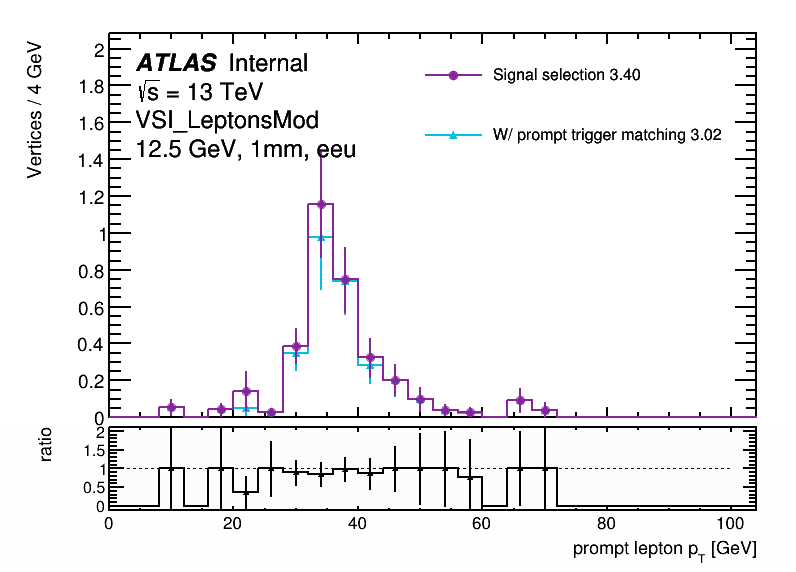 ATLAS Internal
√s = 13 TeV
VSI_LeptonsMod
12.5 GeV, 1mm, eeu
Signal selection 3.40
W/ prompt trigger matching 3.02
Vertices / 4 GeV
2
1.8
1.6
1.4
1.2
1
0.8
0.6
0.4
0.2
0
ratio
2
1.5
1
0.5
0
0 20 40 60 80 100
prompt lepton p_T [GeV]